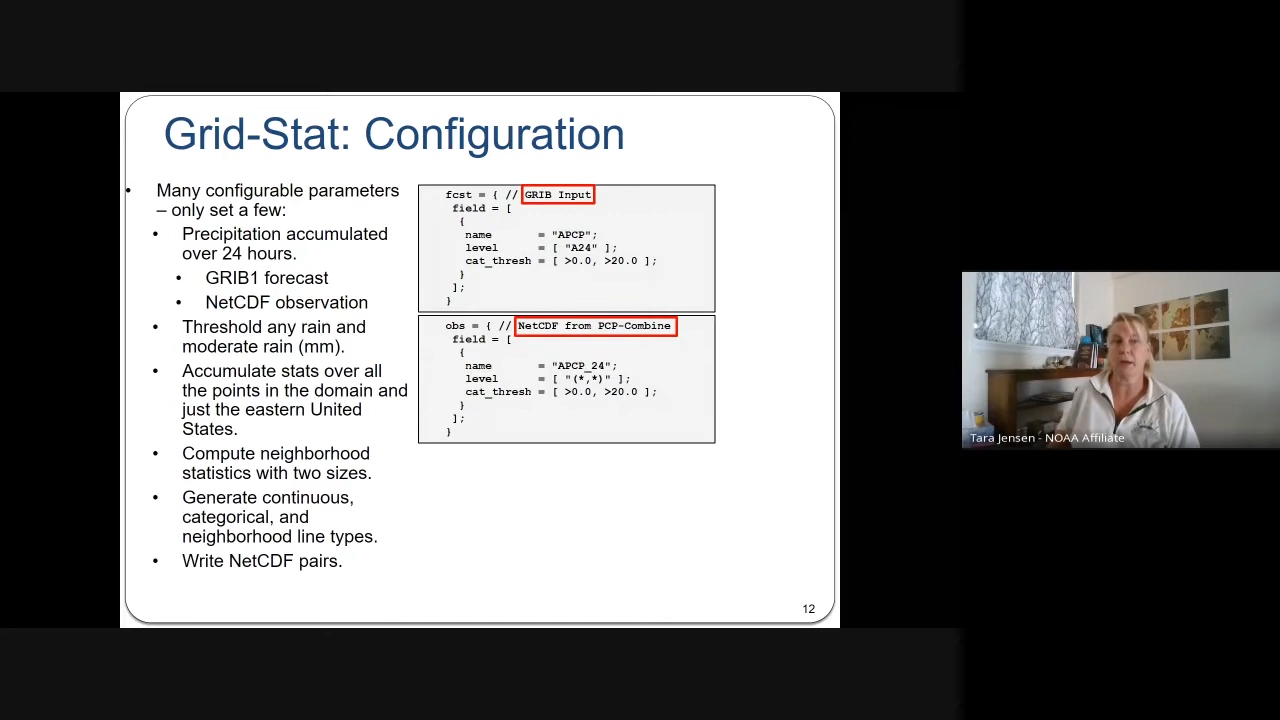 Grid-Stat: Configuration
• Many configurable parameters
– only set a few:
• Precipitation accumulated
over 24 hours.
• GRIB1 forecast
• NetCDF observation
• Threshold any rain and
moderate rain (mm).
• Accumulate stats over all
the points in the domain and
just the eastern United
States.
• Compute neighborhood
statistics with two sizes.
• Generate continuous,
categorical, and
neighborhood line types.
• Write NetCDF pairs.
fcst = { // GRIB Input
field = [
{
name = "APCP";
level = [ "A24" ];
cat_thresh = [ >0.0, >20.0 ];
}
];
}
obs = { // NetCDF from PCP-Combine
field = [
{
name = "APCP_24";
level = [ "(*,*)" ];
cat_thresh = [ >0.0, >20.0 ];
}
];
}
12
Tara Jensen - NOAA Affiliate